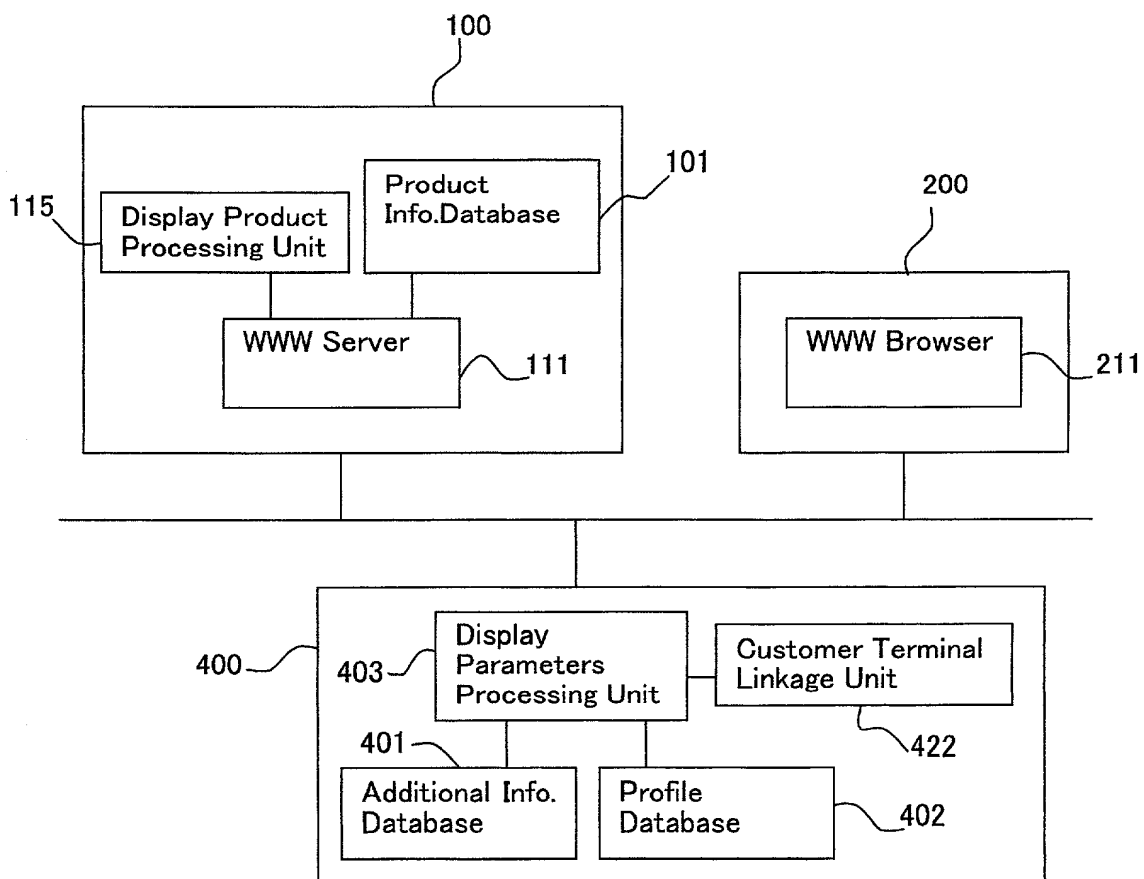 100
115
Display Product
Processing Unit
Product
Info.Database
101
WWW Server
111
200
WWW Browser
211
400
403
Display
Parameters
Processing Unit
Customer Terminal
Linkage Unit
422
401
Additional Info.
Database
Profile
Database
402